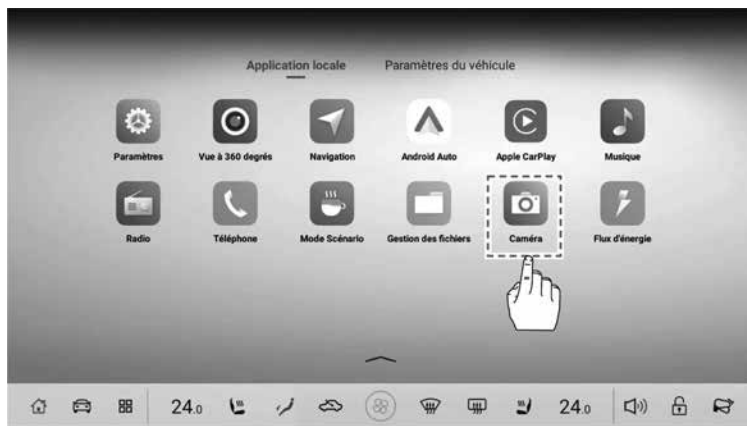 Application locale Paramètres du véhicule
Paramètres Vue à 360 degrés Navigation Android Auto Apple CarPlay Musique
Radio Téléphone Mode Scénario Gestion des fichiers Caméra Flux d'énergie
24.0 24.0